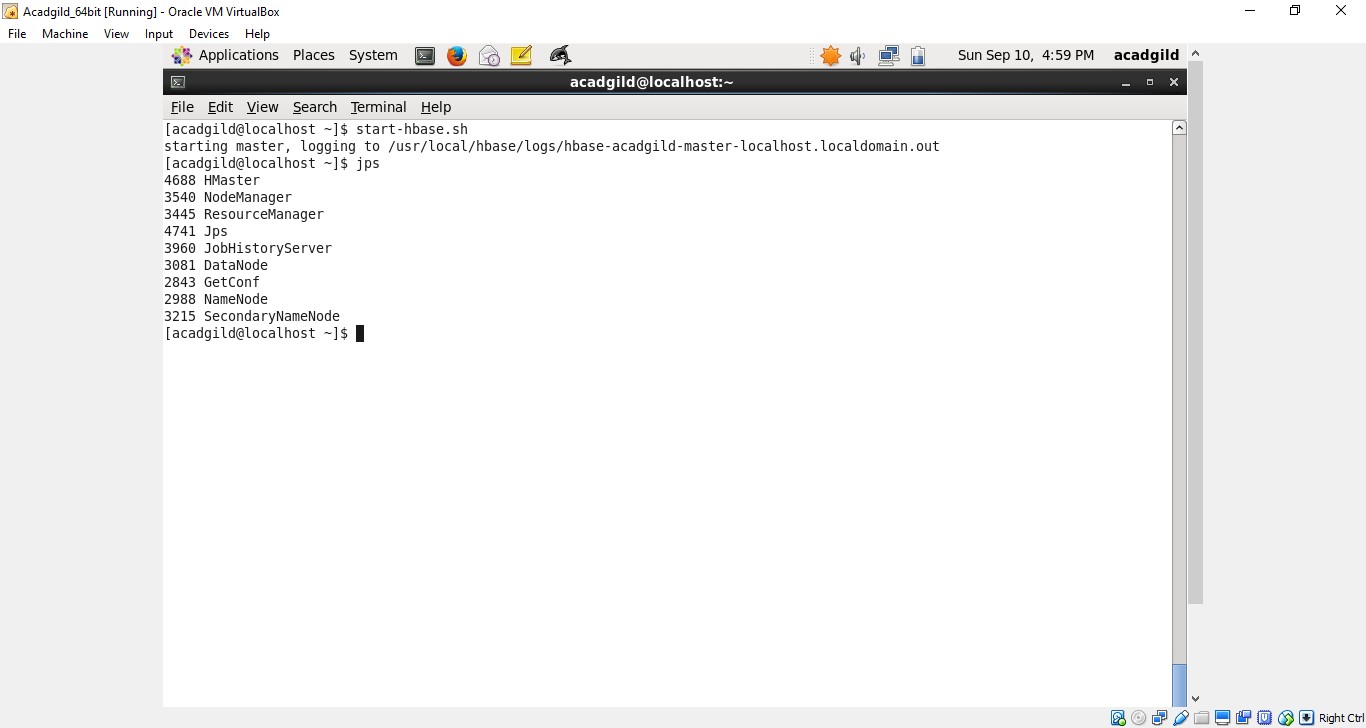 Acadgild_64bit [Running] - Oracle VM VirtualBox
File Machine View Input Devices Help
Applications Places System Sun Sep 10, 4:59 PM acadgild
acadgild@localhost:~
File Edit View Search Terminal Help
[acadgild@localhost ~]$ start-hbase.sh
starting master, logging to /usr/local/hbase/logs/hbase-acadgild-master-localhost.localdomain.out
[acadgild@localhost ~]$ jps
4688 HMaster
3540 NodeManager
3445 ResourceManager
4741 Jps
3960 JobHistoryServer
3081 DataNode
2843 GetConf
2988 NameNode
3215 SecondaryNameNode
[acadgild@localhost ~]$
Right Ctrl